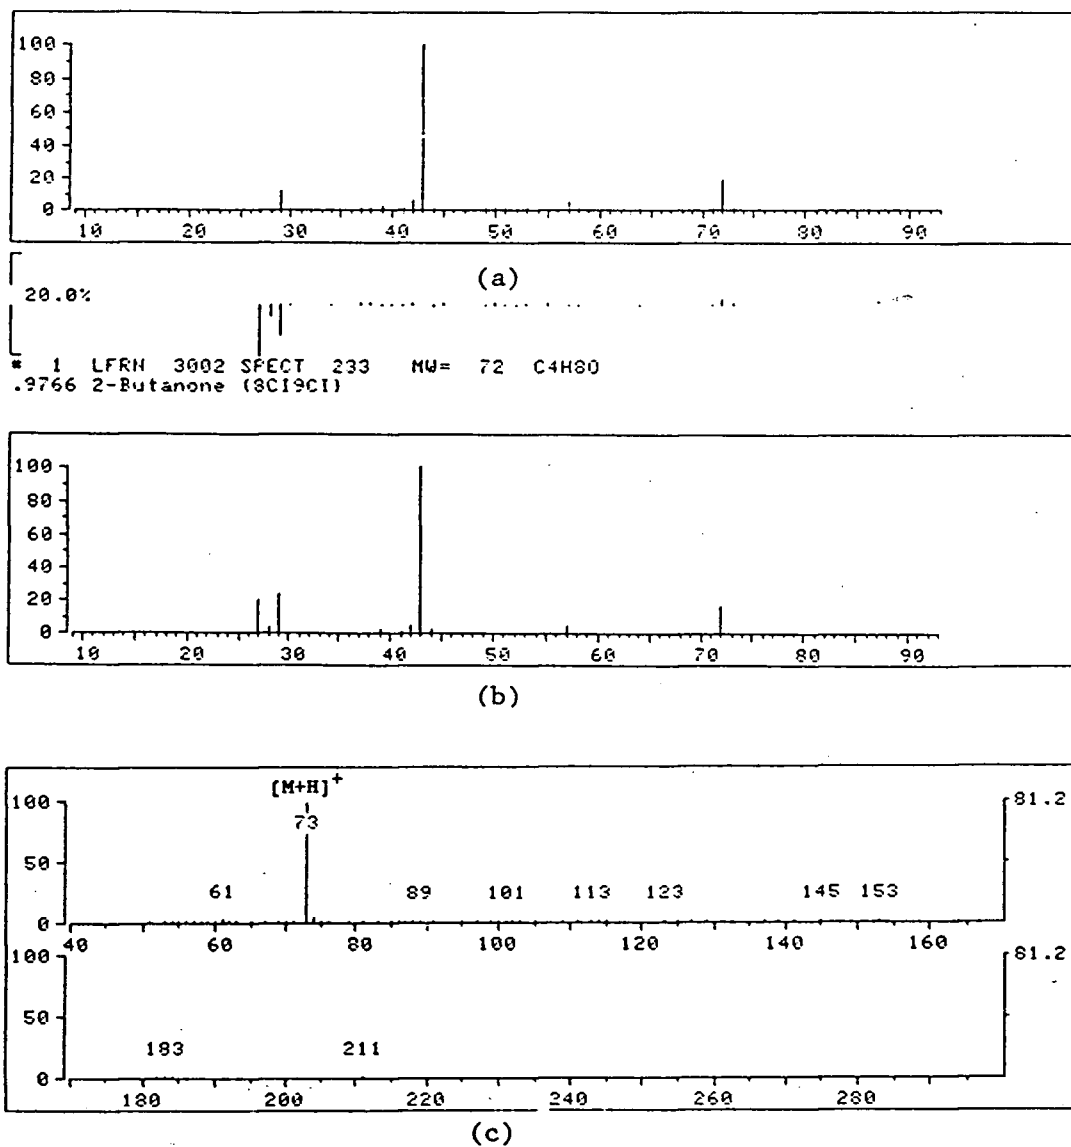 100
80
60
40
20
0
10 20 30 40 50 60 70 80 90
(a)
20.0%
* 1 LFRN 3002 SPECT 233 MW= 72 C4H8O
.9766 2-Butanone (8CI9CI)
100
80
60
40
20
0
10 20 30 40 50 60 70 80 90
(b)
[M+H]+
100 81.2
73
50
61 89 101 113 123 145 153
0
40 60 80 100 120 140 160
100 81.2
50
183 211
0
180 200 220 240 260 280
(c)